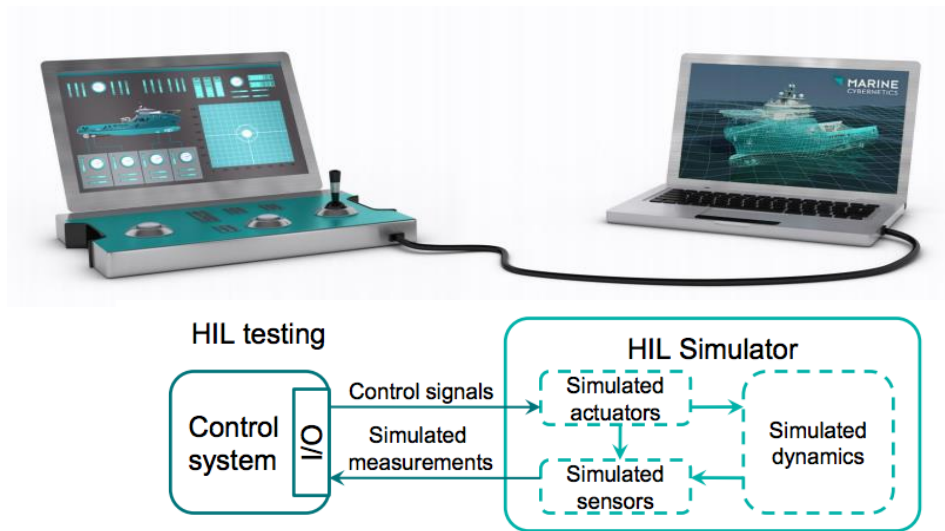 MARINE
CYBERNETICS
HIL testing
HIL Simulator
Control system
I/O
Control signals
Simulated measurements
Simulated actuators
Simulated sensors
Simulated dynamics